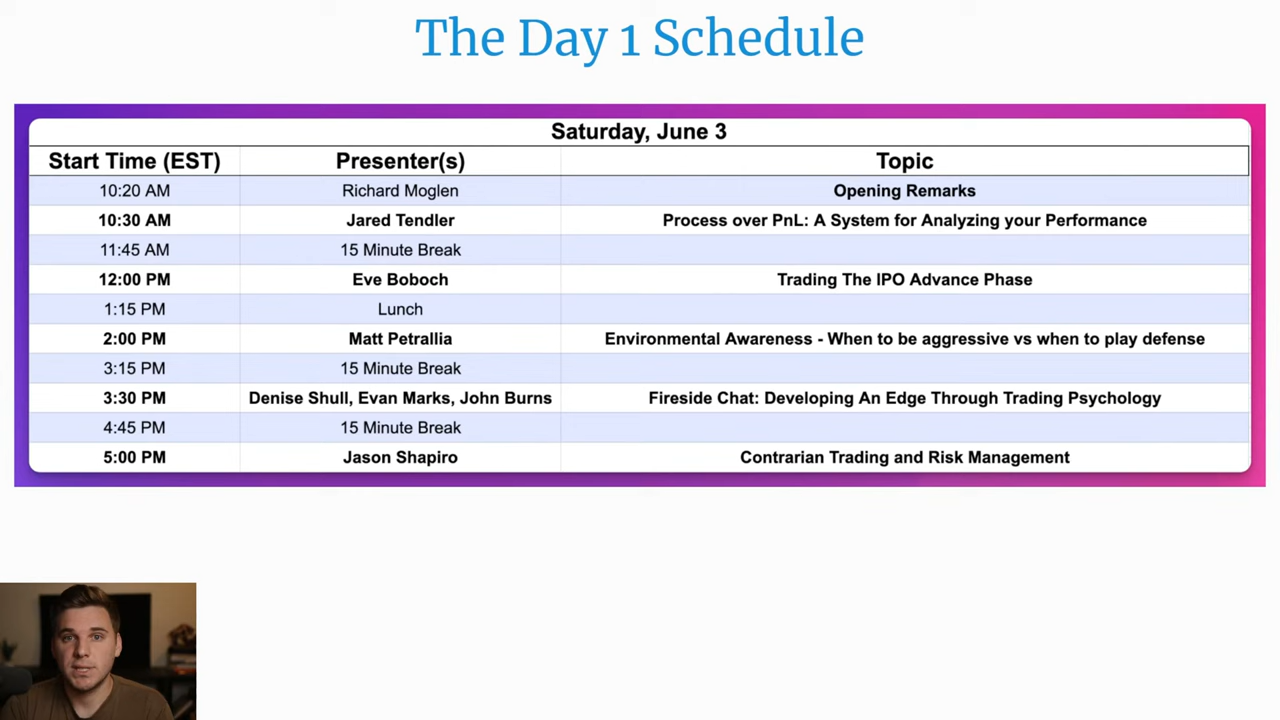 The Day 1 Schedule
Saturday, June 3
Start Time (EST) Presenter(s) Topic
10:20 AM Richard Moglen Opening Remarks
10:30 AM Jared Tendler Process over PnL: A System for Analyzing your Performance
11:45 AM 15 Minute Break
12:00 PM Eve Boboch Trading The IPO Advance Phase
1:15 PM Lunch
2:00 PM Matt Petrallia Environmental Awareness - When to be aggressive vs when to play defense
3:15 PM 15 Minute Break
3:30 PM Denise Shull, Evan Marks, John Burns Fireside Chat: Developing An Edge Through Trading Psychology
4:45 PM 15 Minute Break
5:00 PM Jason Shapiro Contrarian Trading and Risk Management